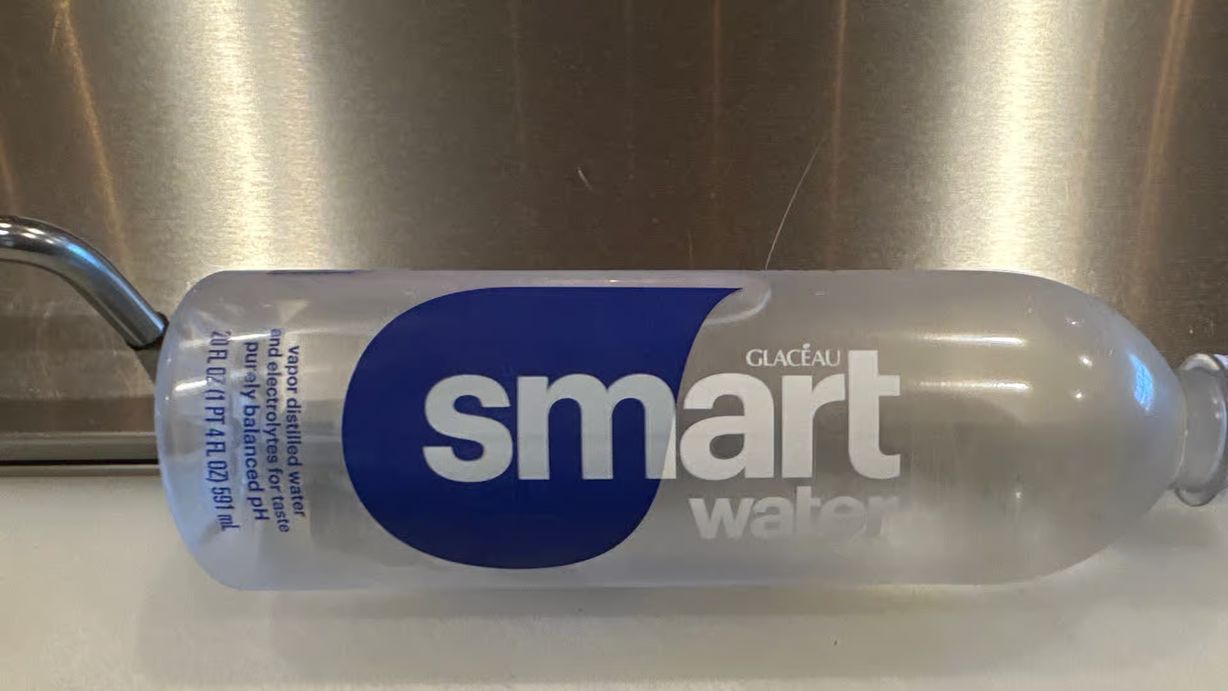 GLACÉAU
smart
water
vapor distilled water
and electrolytes for taste
purely balanced pH
20 FL OZ (1 PT 4 FL OZ) 591 mL